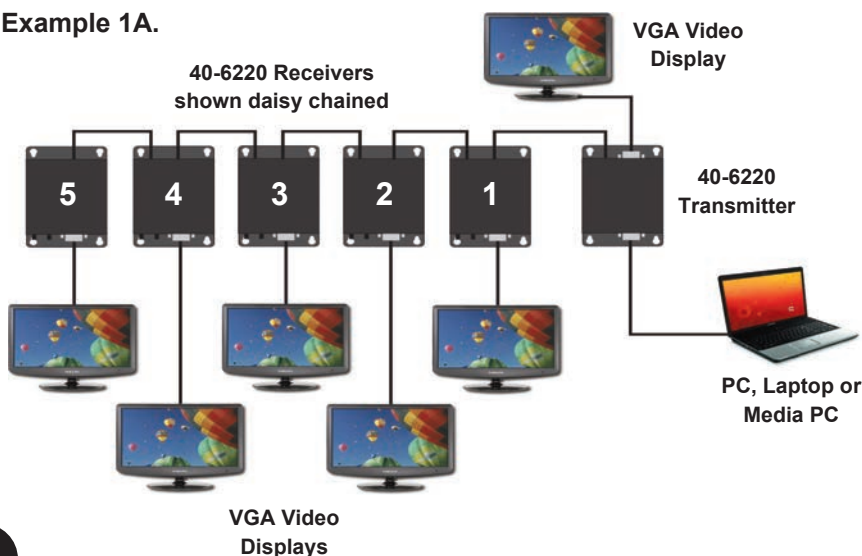 Example 1A.
VGA Video
Display
40-6220 Receivers
shown daisy chained
5
4
3
2
1
40-6220
Transmitter
PC, Laptop or
Media PC
VGA Video
Displays